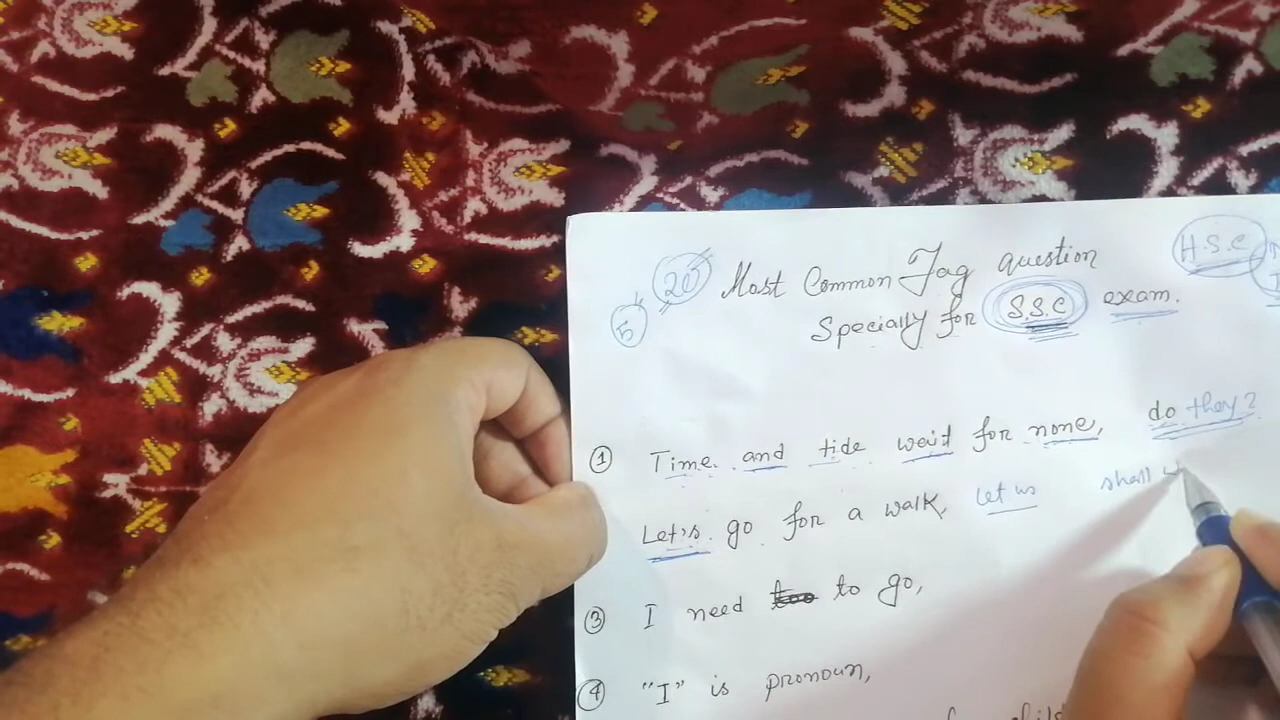 5 20 Most Common Tag question H.S.C
Specially for S.S.C exam.
① Time and tide wait for none, do they?
Let's go for a walk, let us shall
③ I need to go,
④ "I" is pronoun,